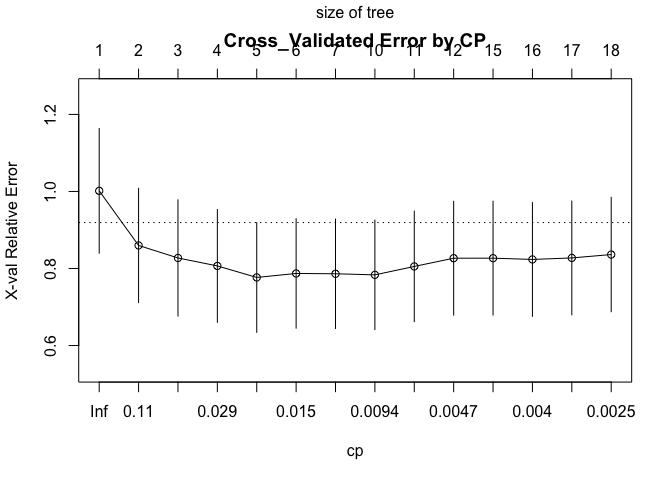 size of tree
Cross_Validated Error by CP
1 2 3 4 5 6 7 10 11 12 15 16 17 18
X-val Relative Error
1.2
1.0
0.8
0.6
Inf 0.11 0.029 0.015 0.0094 0.0047 0.004 0.0025
cp